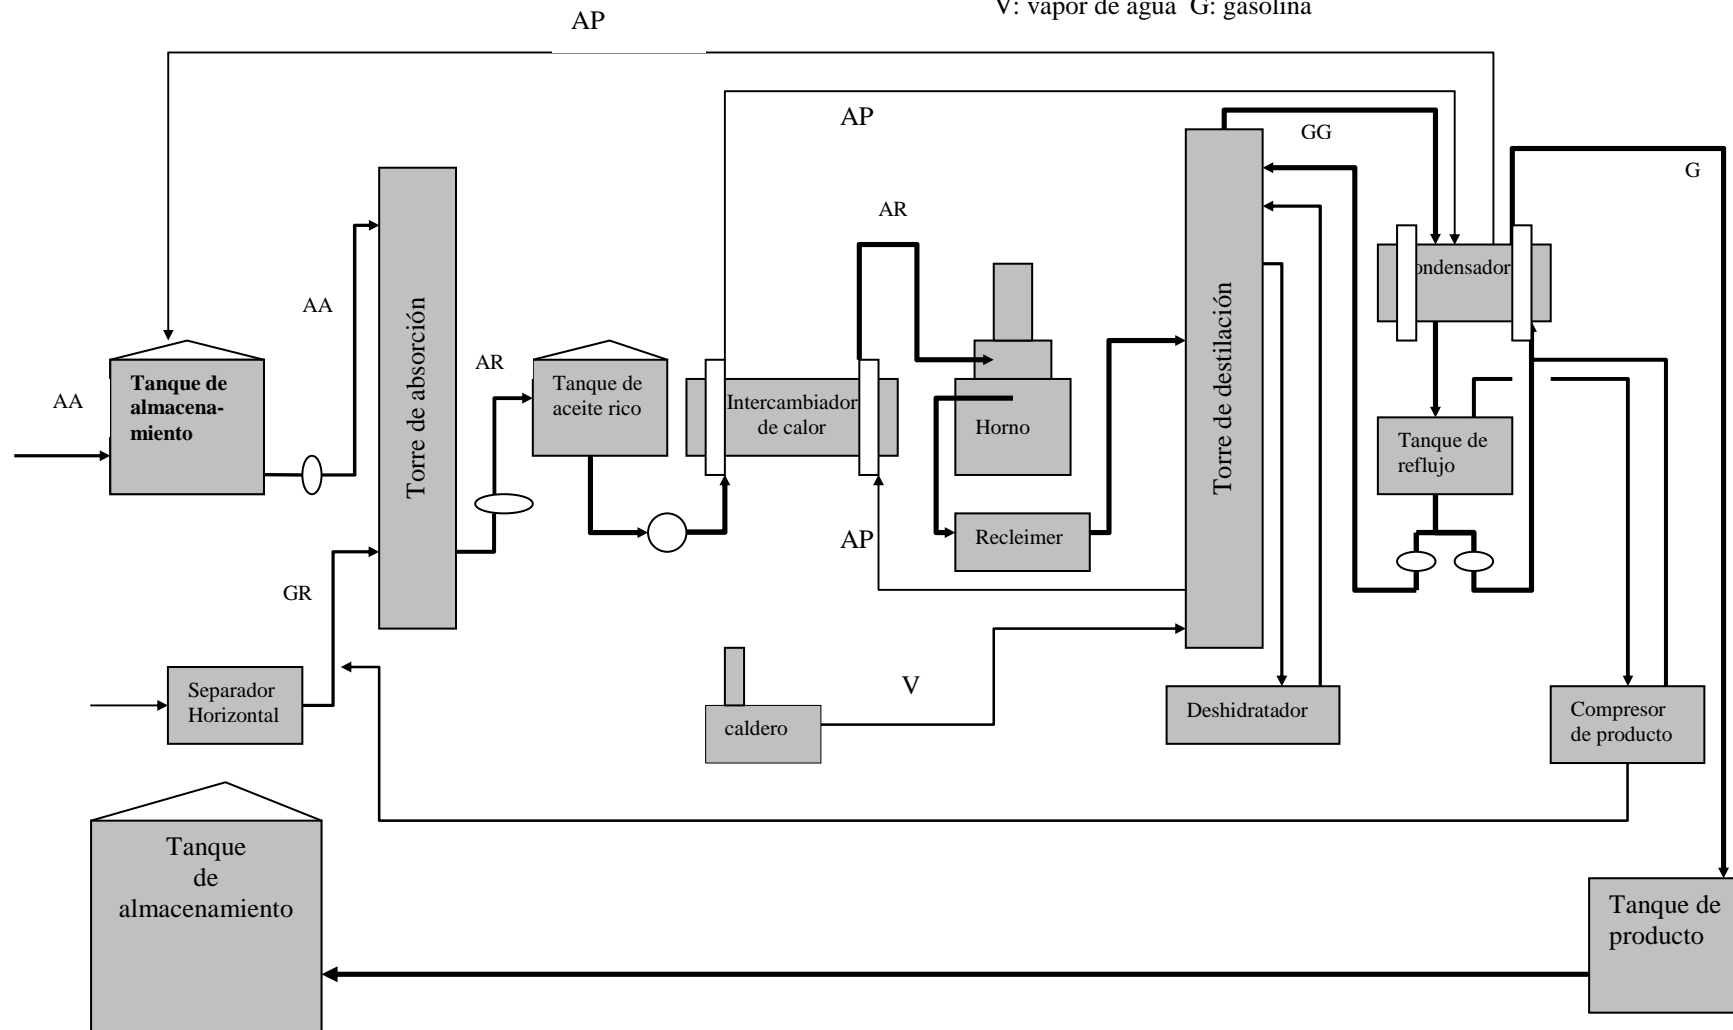 V: vapor de agua G: gasolina
AP
AP
GG
G
AR
AA
AR
AA
Tanque de
almacena-
miento
Torre de absorción
Tanque de
aceite rico
Intercambiador
de calor
Horno
Torre de destilación
ondensador
Tanque de
reflujo
Recleimer
AP
GR
V
Separador
Horizontal
caldero
Deshidratador
Compresor
de producto
Tanque
de
almacenamiento
Tanque de
producto